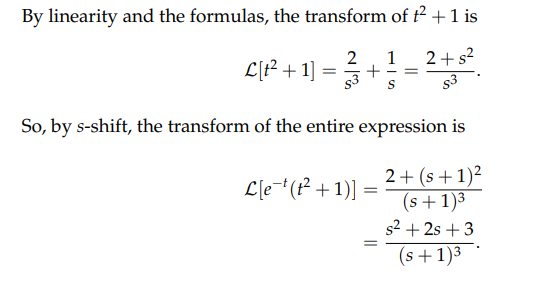 By linearity and the formulas, the transform of t² + 1 is
ℒ[t² + 1] = 2/s³ + 1/s = (2 + s²)/s³.
So, by s-shift, the transform of the entire expression is
ℒ[e⁻ᵗ(t² + 1)] = (2 + (s + 1)²)/(s + 1)³
= (s² + 2s + 3)/(s + 1)³.